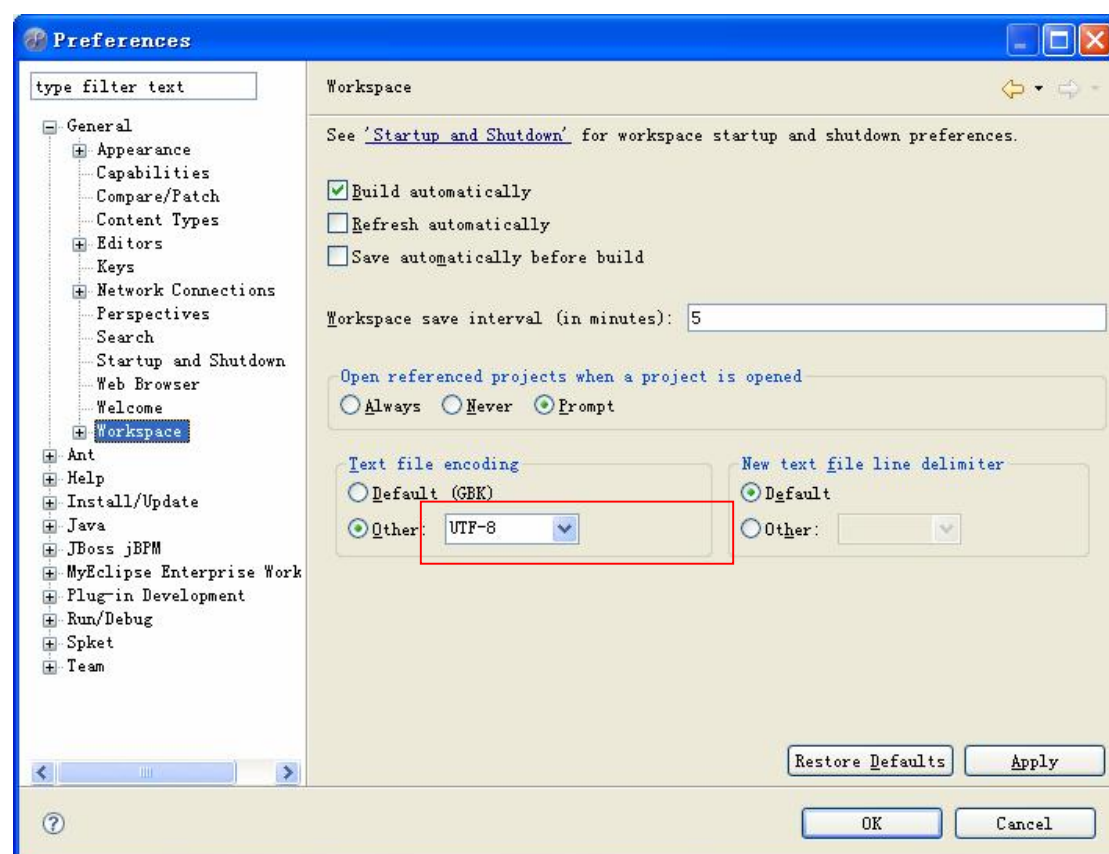 Preferences
type filter text
General
Appearance
Capabilities
Compare/Patch
Content Types
Editors
Keys
Network Connections
Perspectives
Search
Startup and Shutdown
Web Browser
Welcome
Workspace
Ant
Help
Install/Update
Java
JBoss jBPM
MyEclipse Enterprise Work
Plug-in Development
Run/Debug
Spket
Team
Workspace
See 'Startup and Shutdown' for workspace startup and shutdown preferences.
Build automatically
Refresh automatically
Save automatically before build
Workspace save interval (in minutes): 5
Open referenced projects when a project is opened
Always Never Prompt
Text file encoding
Default (GBK)
Other: UTF-8
New text file line delimiter
Default
Other:
Restore Defaults Apply
OK Cancel